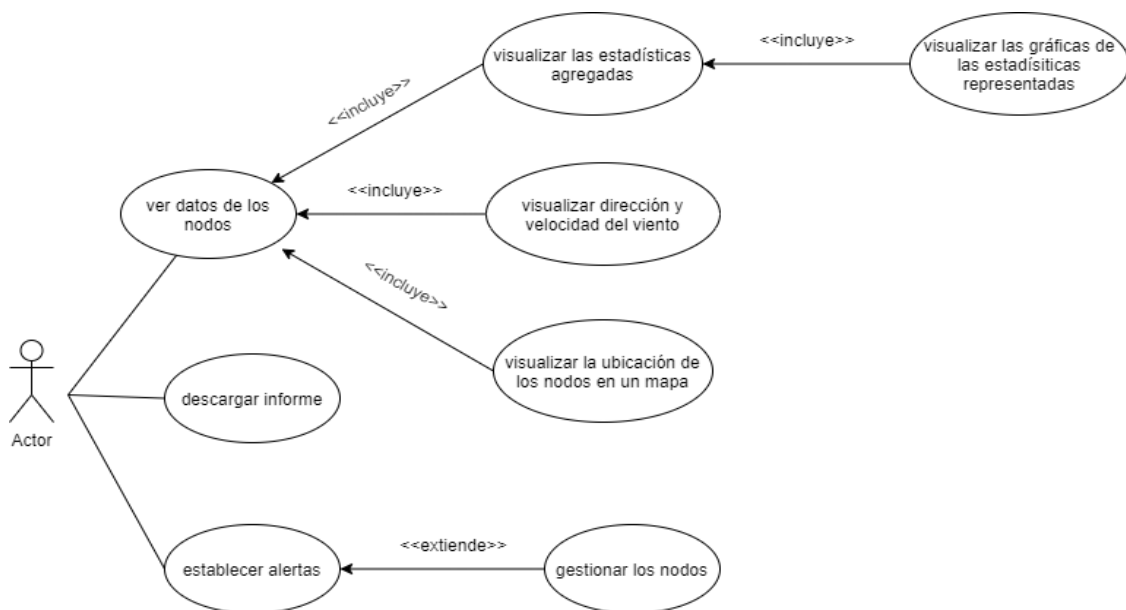 <<incluye>>
visualizar las estadísticas
agregadas
<<incluye>>
visualizar las gráficas de
las estadísiticas
representadas
ver datos de los
nodos
<<incluye>>
visualizar dirección y
velocidad del viento
<<incluye>>
visualizar la ubicación de
los nodos en un mapa
Actor
descargar informe
establecer alertas
<<extiende>>
gestionar los nodos